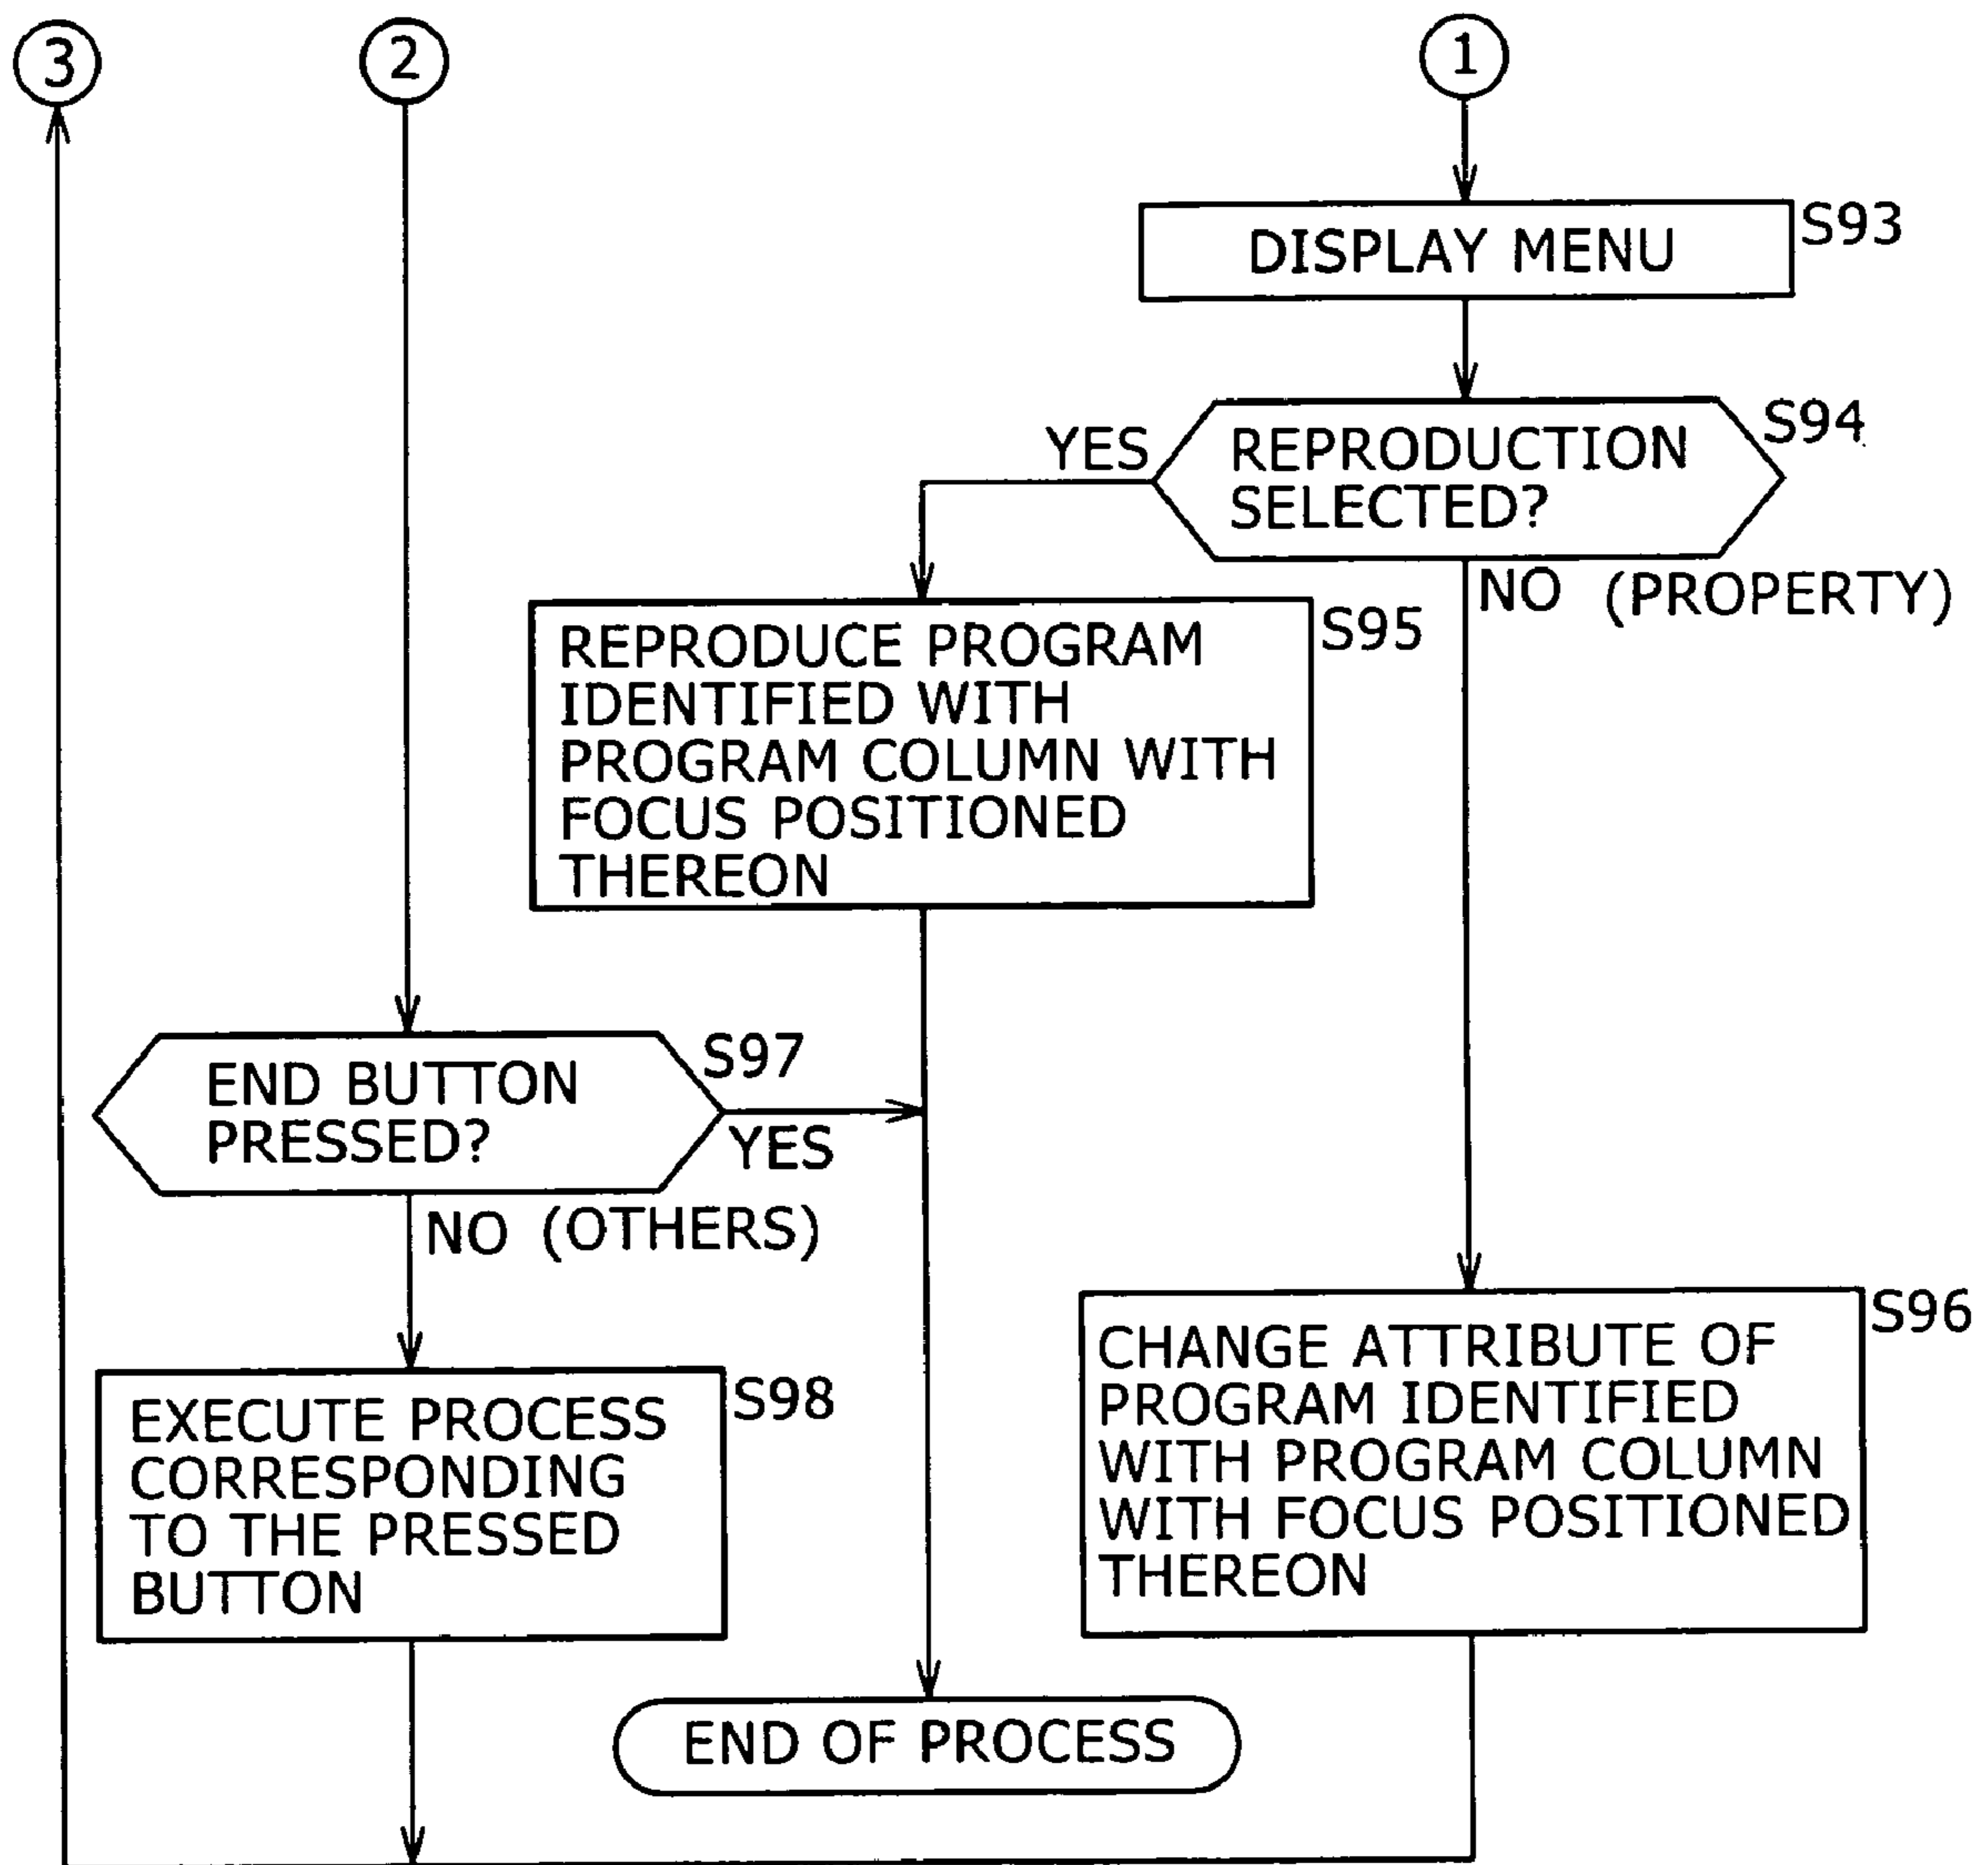 3
2
1
DISPLAY MENU
S93
REPRODUCTION
SELECTED?
S94
YES
NO (PROPERTY)
REPRODUCE PROGRAM
IDENTIFIED WITH
PROGRAM COLUMN WITH
FOCUS POSITIONED
THEREON
S95
END BUTTON
PRESSED?
S97
YES
NO (OTHERS)
EXECUTE PROCESS
CORRESPONDING
TO THE PRESSED
BUTTON
S98
CHANGE ATTRIBUTE OF
PROGRAM IDENTIFIED
WITH PROGRAM COLUMN
WITH FOCUS POSITIONED
THEREON
S96
END OF PROCESS